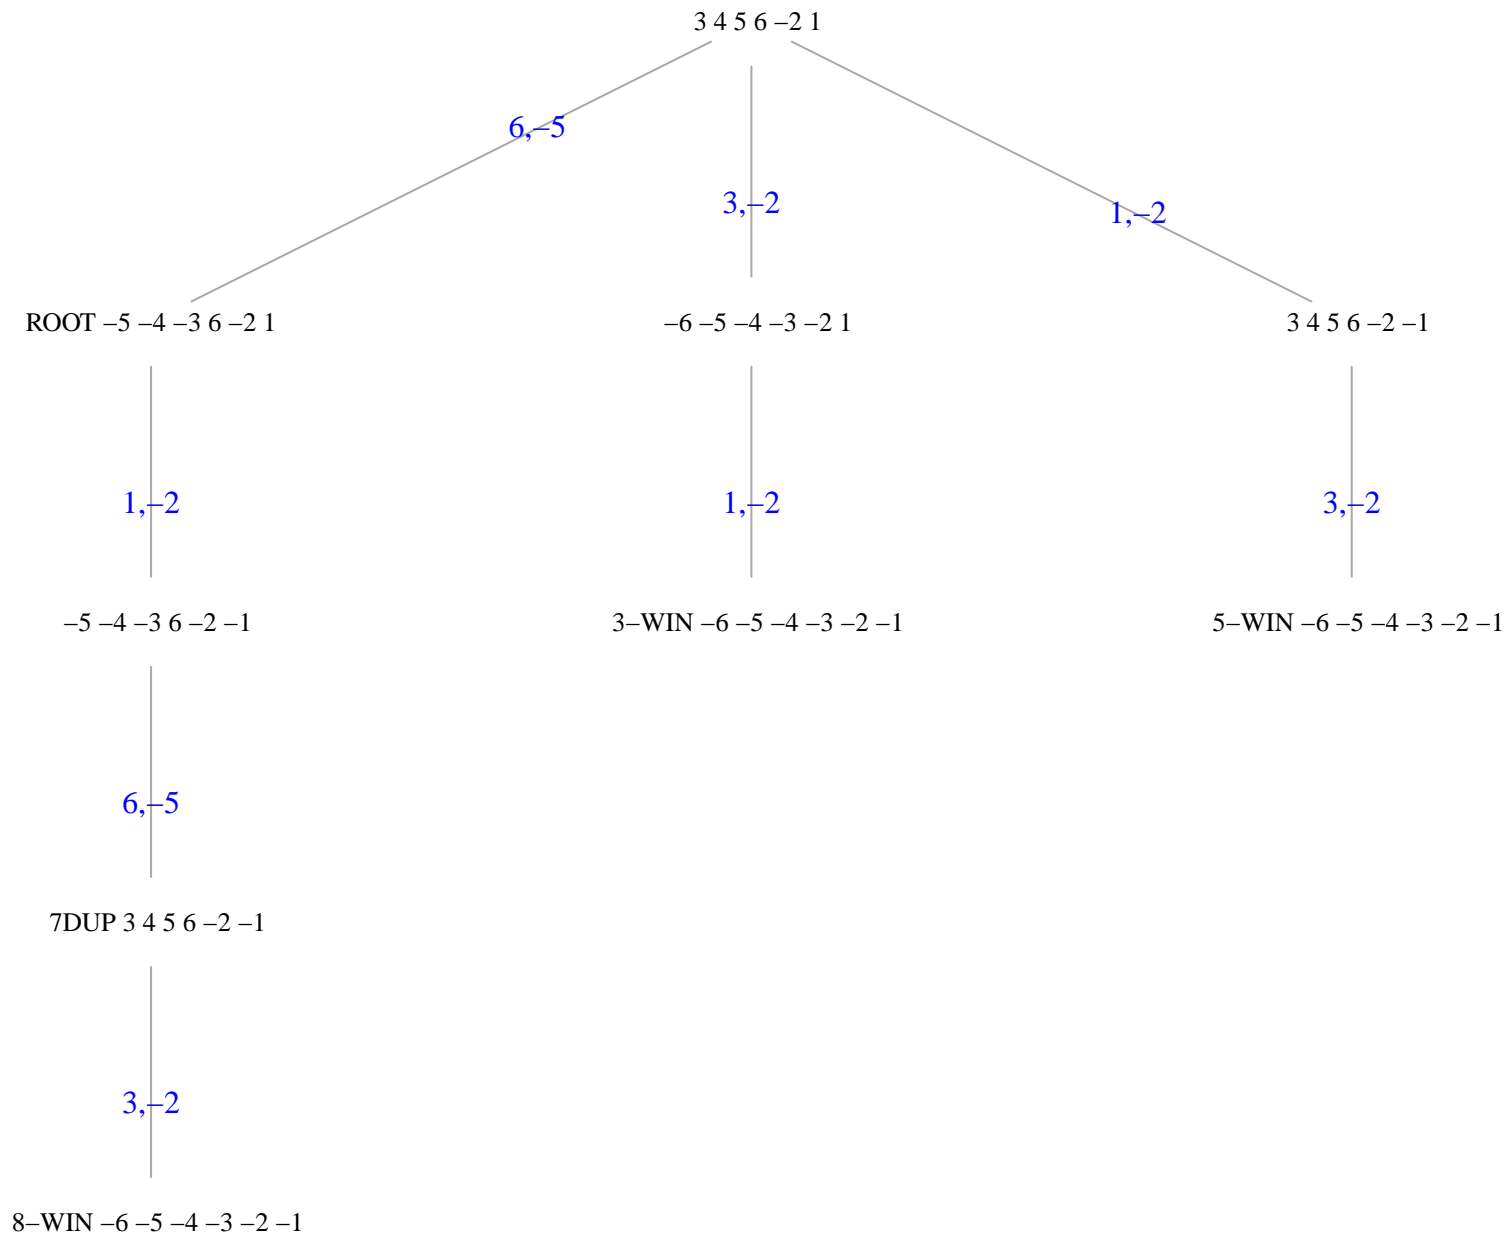 3 4 5 6 –2 1
6,–5
3,–2
1,–2
ROOT –5 –4 –3 6 –2 1
–6 –5 –4 –3 –2 1
3 4 5 6 –2 –1
1,–2
1,–2
3,–2
–5 –4 –3 6 –2 –1
3–WIN –6 –5 –4 –3 –2 –1
5–WIN –6 –5 –4 –3 –2 –1
6,–5
7DUP 3 4 5 6 –2 –1
3,–2
8–WIN –6 –5 –4 –3 –2 –1